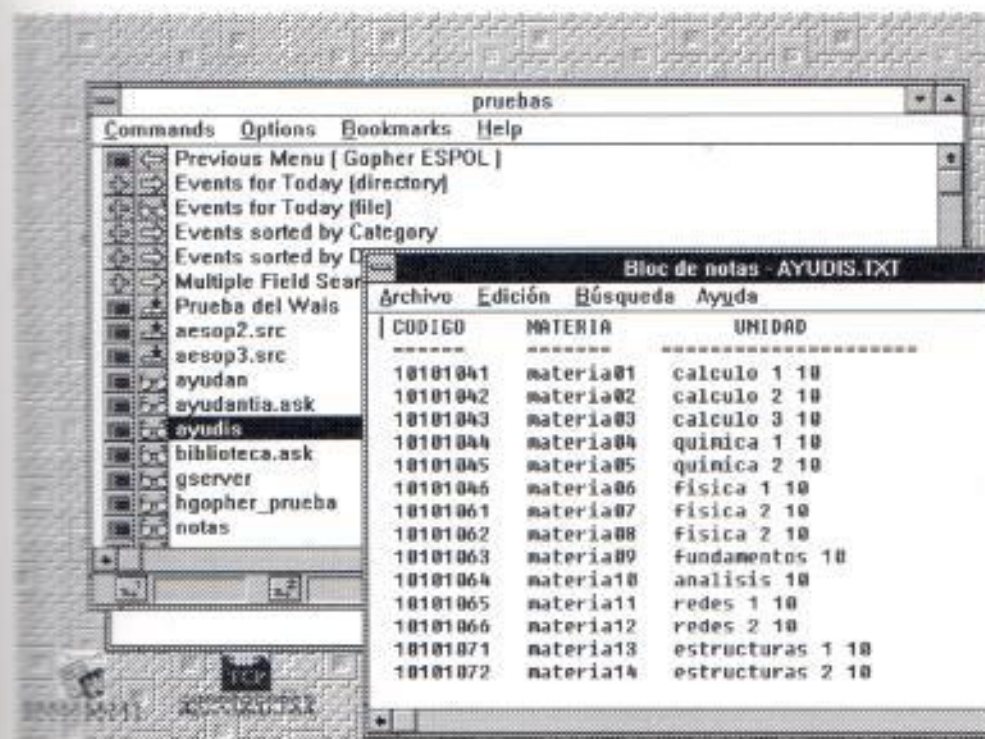 pruebas
Commands Options Bookmarks Help
Previous Menu [ Gopher ESPOL ]
Events for Today [directory]
Events for Today [file]
Events sorted by Category
Events sorted by D
Multiple Field Sear
Prueba del Wais
aesop2.src
aesop3.src
ayudan
ayudantia.ask
ayudis
biblioteca.ask
gserver
hgopher_prueba
notas
Bloc de notas - AYUDIS.TXT
Archivo Edición Búsqueda Ayuda
CODIGO MATERIA UNIDAD
------ ------- ---------------------
10101041 materia01 calculo 1 10
10101042 materia02 calculo 2 10
10101043 materia03 calculo 3 10
10101044 materia04 quimica 1 10
10101045 materia05 quimica 2 10
10101046 materia06 fisica 1 10
10101061 materia07 fisica 2 10
10101062 materia08 fisica 2 10
10101063 materia09 fundamentos 10
10101064 materia10 analisis 10
10101065 materia11 redes 1 10
10101066 materia12 redes 2 10
10101071 materia13 estructuras 1 10
10101072 materia14 estructuras 2 10
TCP